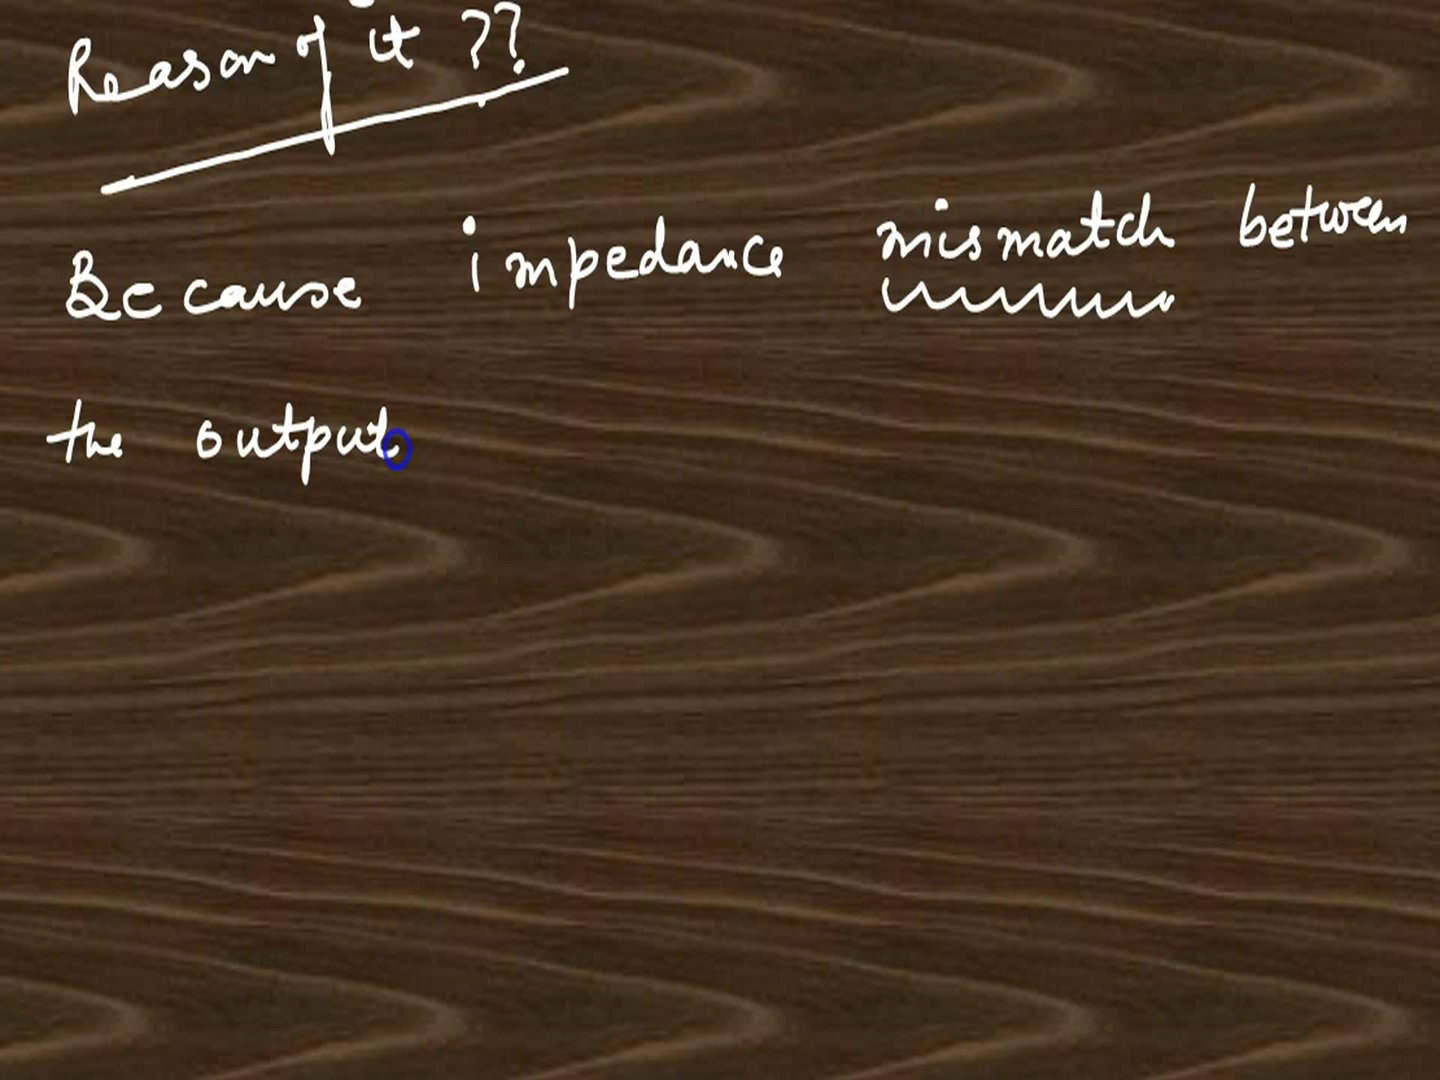 Reason of it ??
Because impedance mismatch between
the output